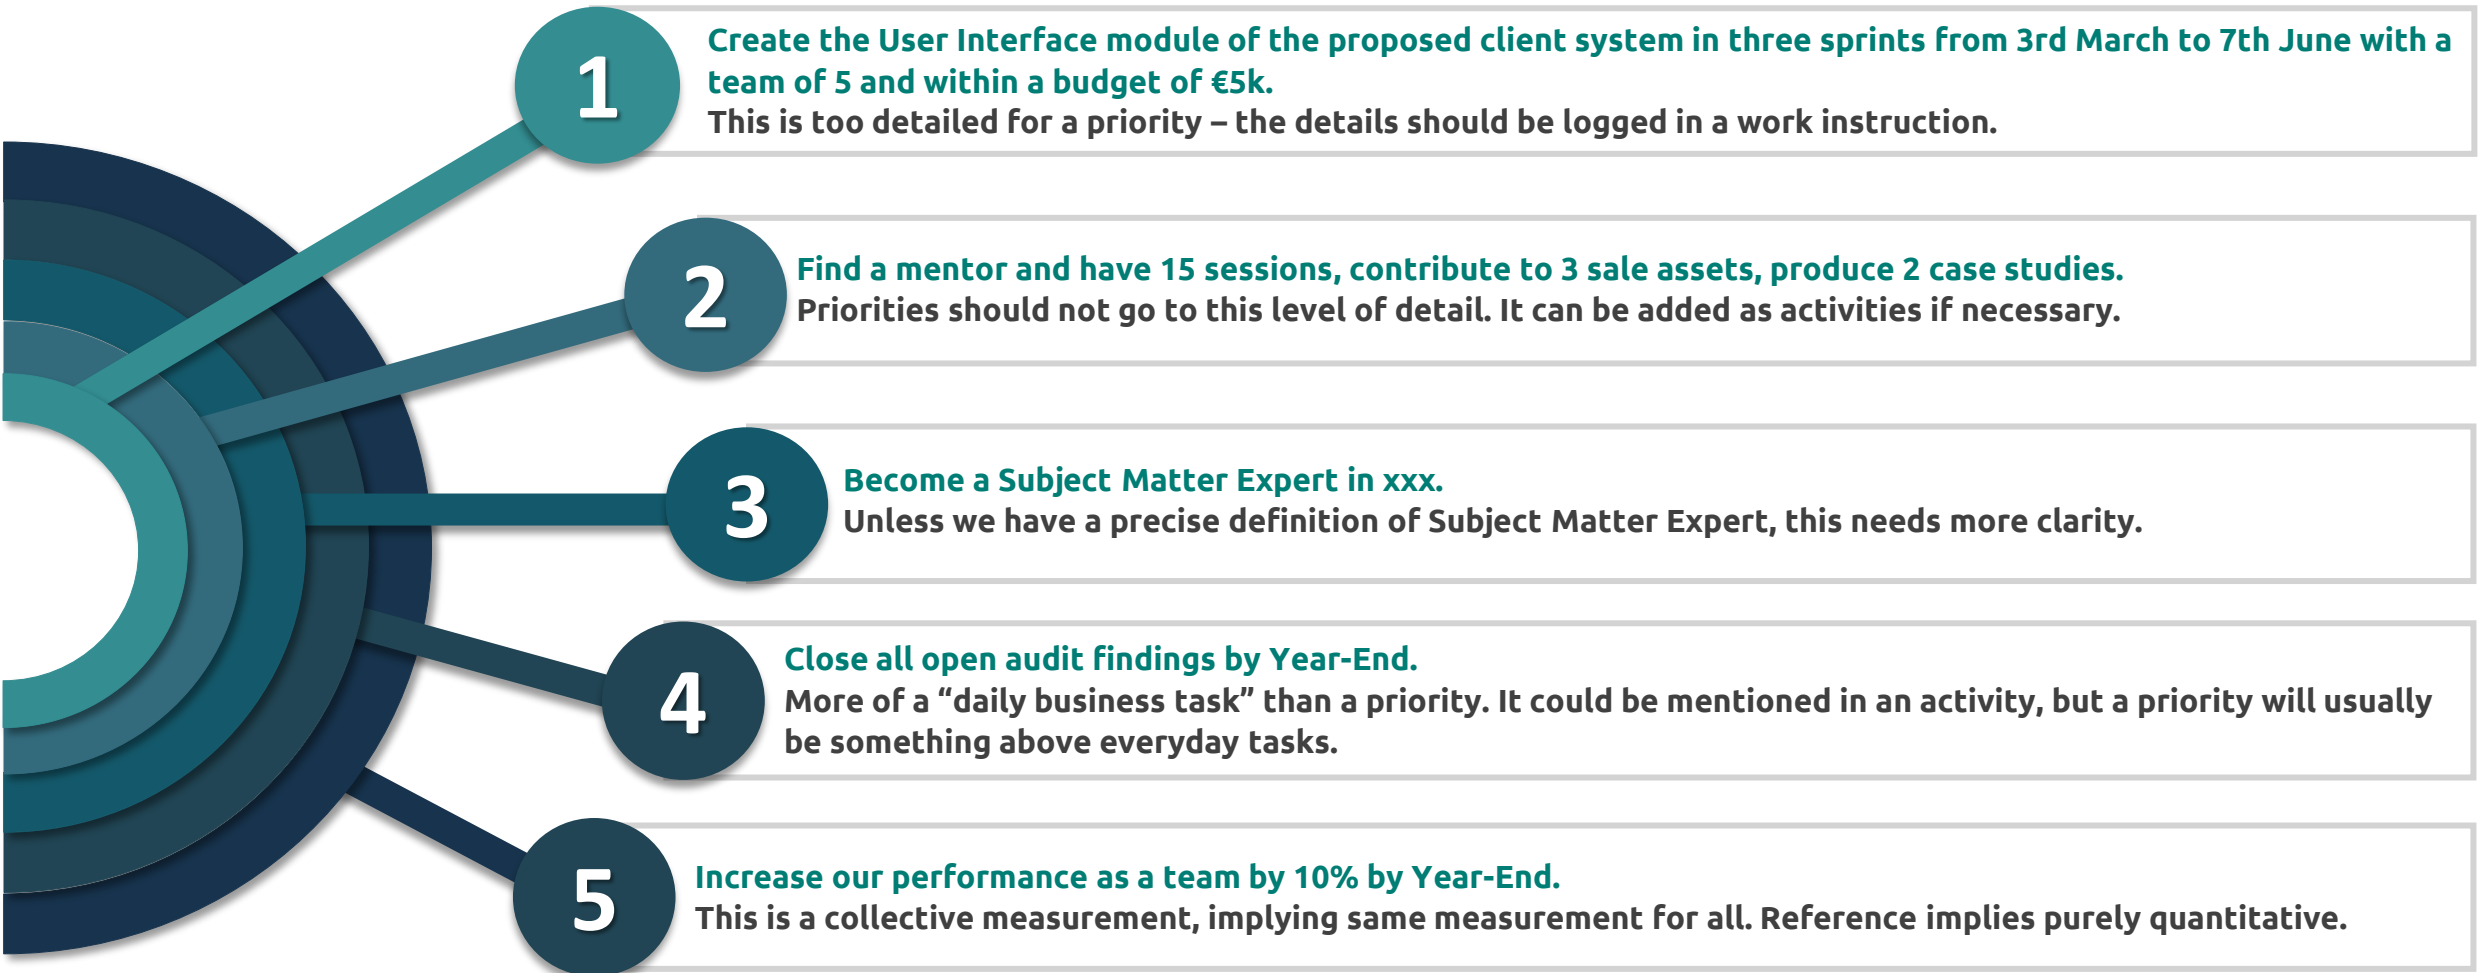 1
Create the User Interface module of the proposed client system in three sprints from 3rd March to 7th June with a
team of 5 and within a budget of €5k.
This is too detailed for a priority – the details should be logged in a work instruction.
2
Find a mentor and have 15 sessions, contribute to 3 sale assets, produce 2 case studies.
Priorities should not go to this level of detail. It can be added as activities if necessary.
3
Become a Subject Matter Expert in xxx.
Unless we have a precise definition of Subject Matter Expert, this needs more clarity.
4
Close all open audit findings by Year-End.
More of a “daily business task” than a priority. It could be mentioned in an activity, but a priority will usually
be something above everyday tasks.
5
Increase our performance as a team by 10% by Year-End.
This is a collective measurement, implying same measurement for all. Reference implies purely quantitative.